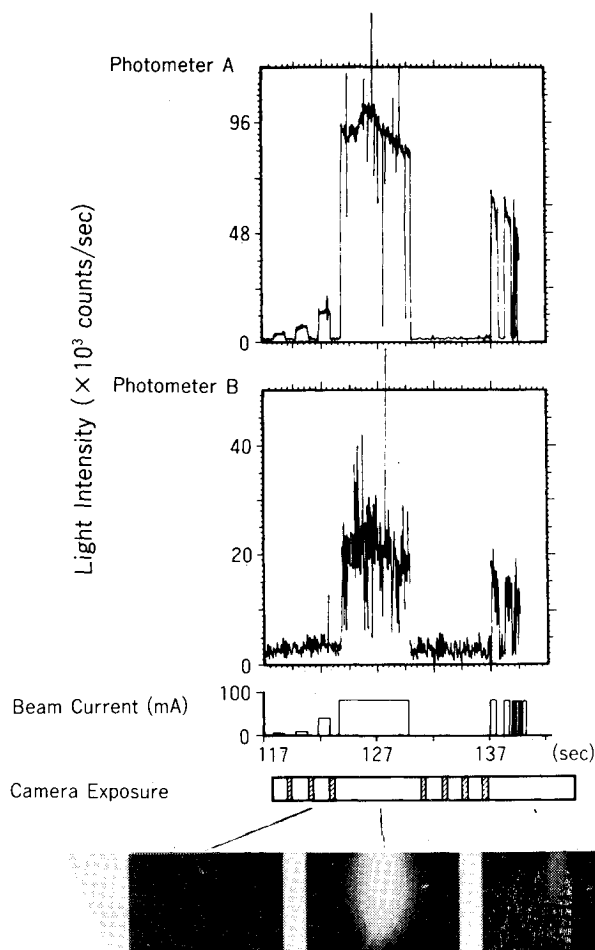 Photometer A
96
48
0
Light Intensity (×10³ counts/sec)
Photometer B
40
20
0
Beam Current (mA)
100
0
117 127 137 (sec)
Camera Exposure